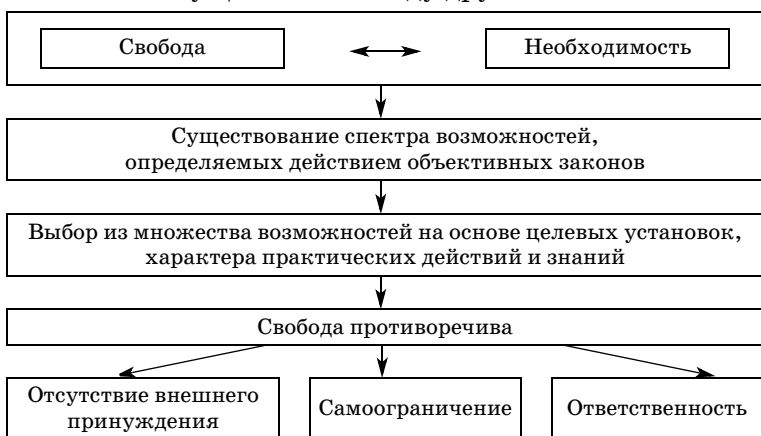 Свобода
Необходимость
Существование спектра возможностей,
определяемых действием объективных законов
Выбор из множества возможностей на основе целевых установок,
характера практических действий и знаний
Свобода противоречива
Отсутствие внешнего
принуждения
Самоограничение
Ответственность